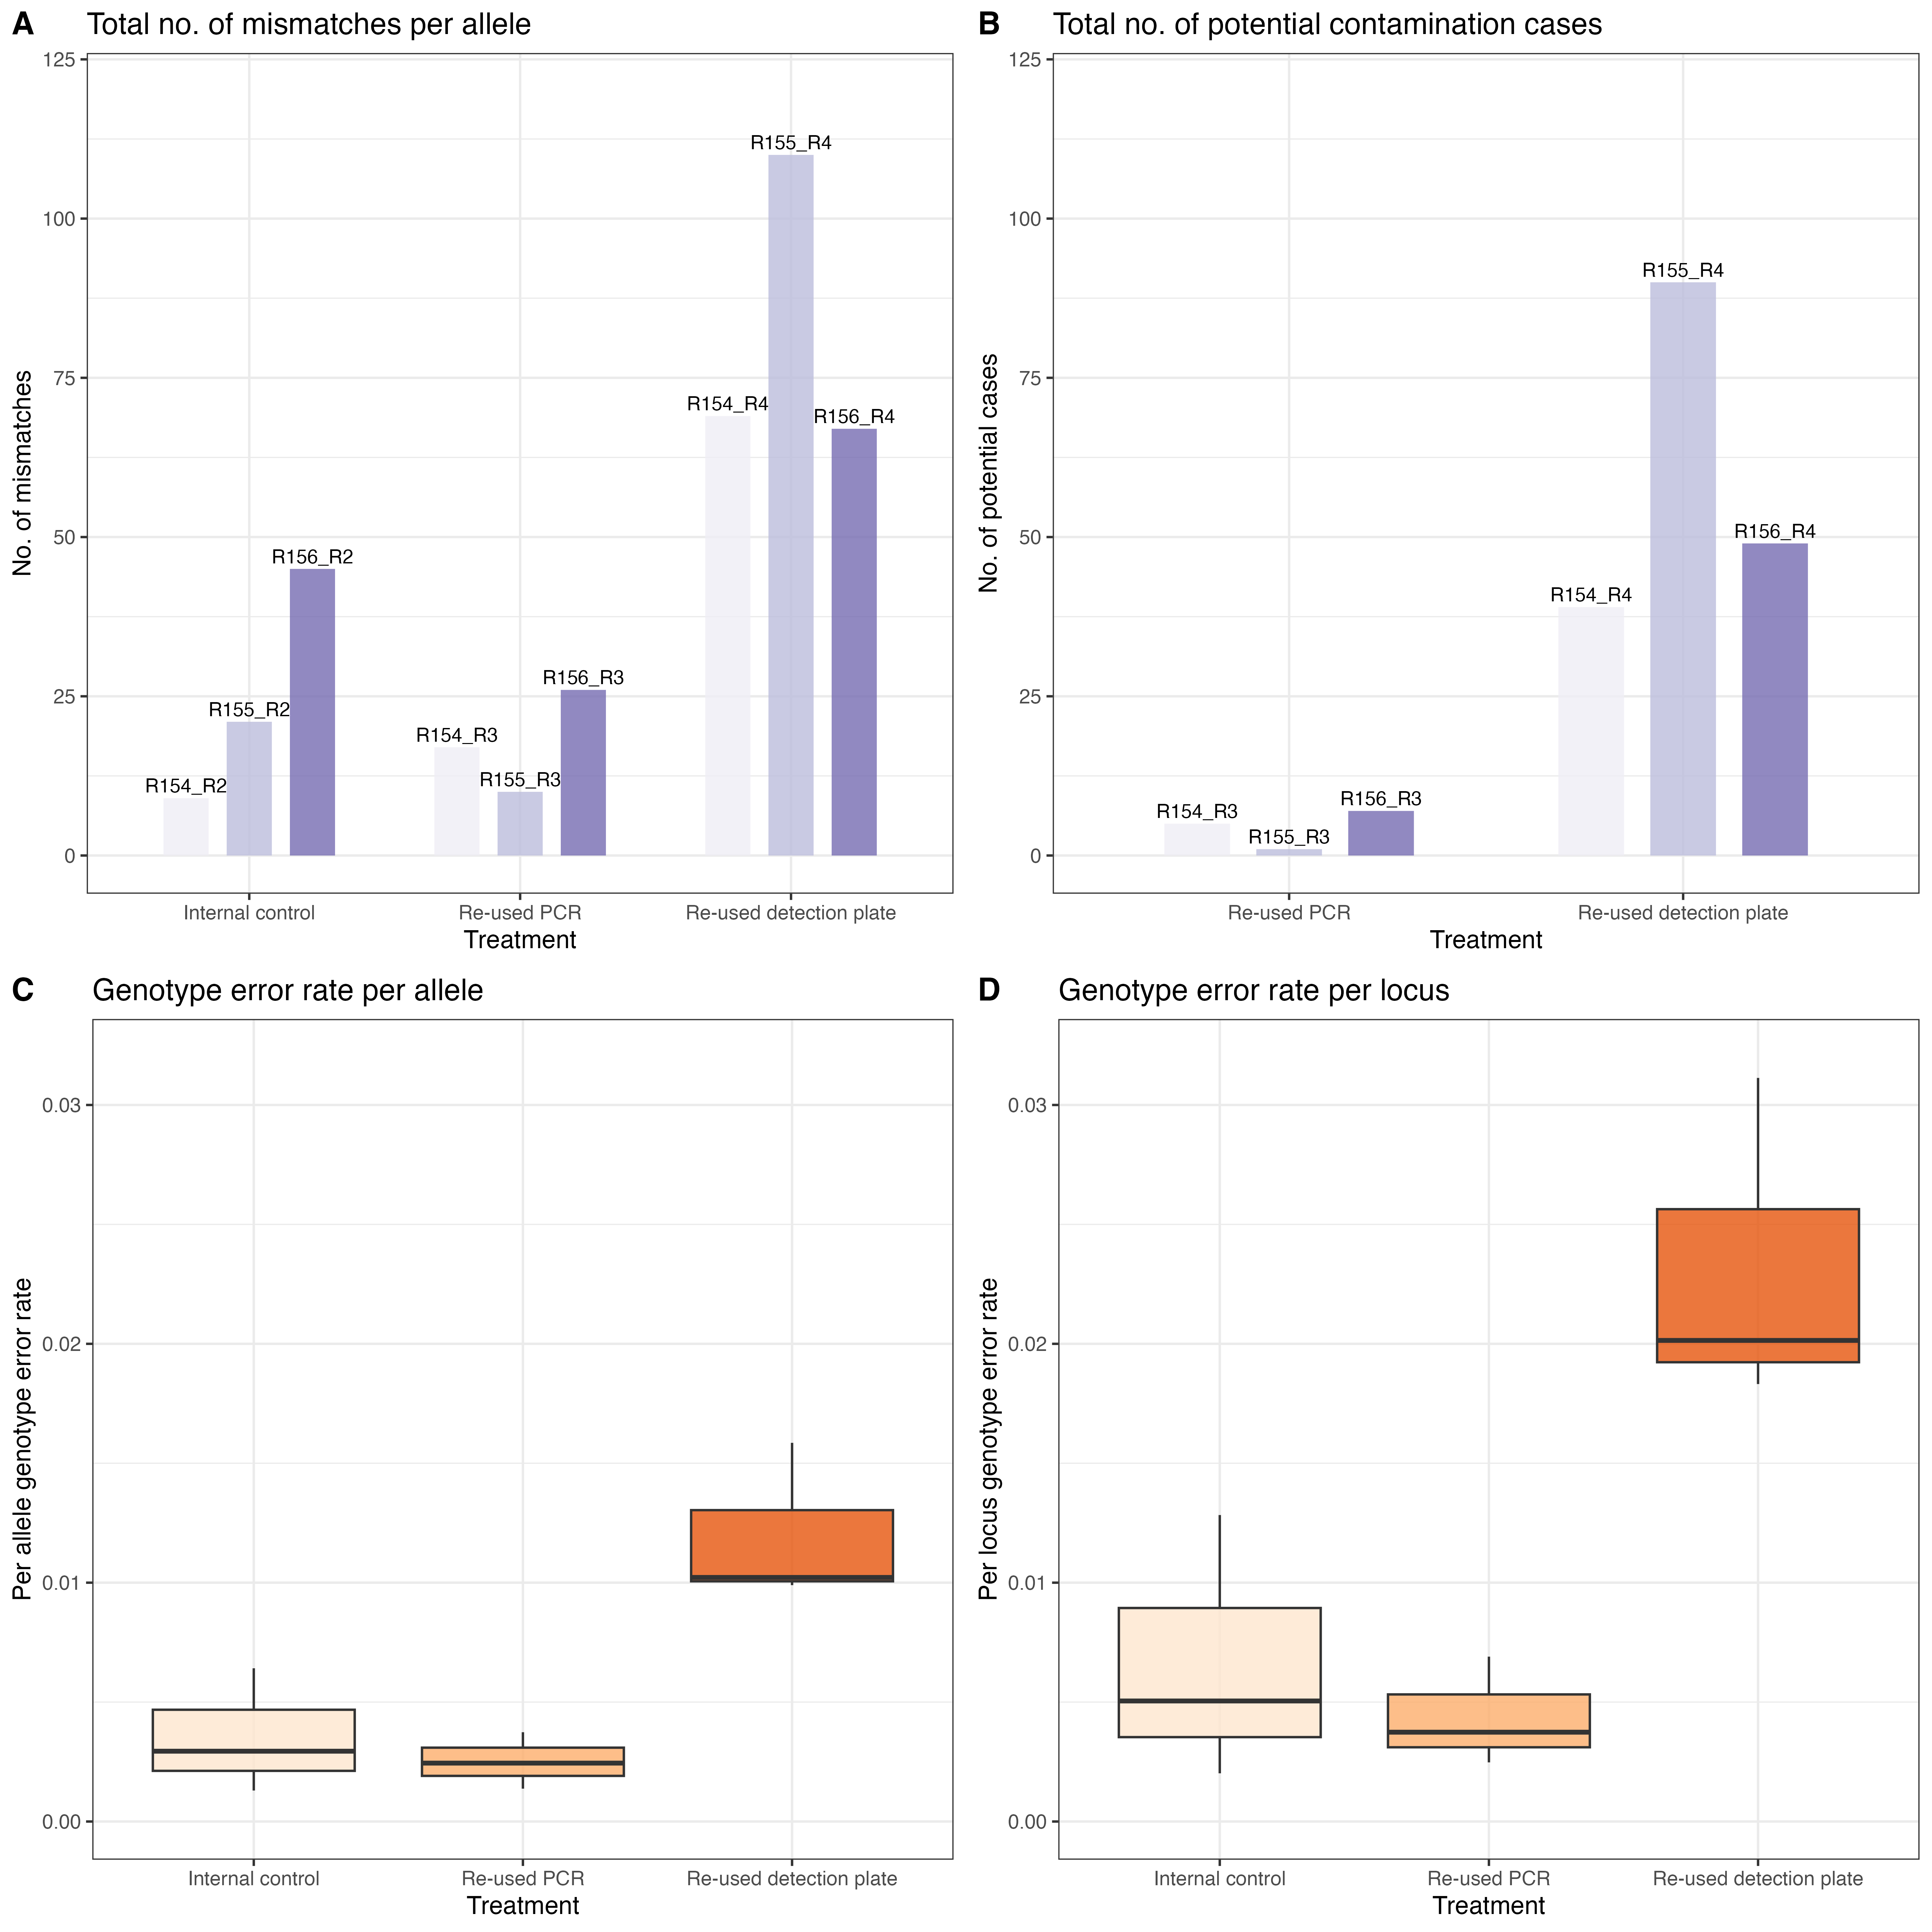 A Total no. of mismatches per allele
125
100
75
50
25
0
No. of mismatches
R154_R2
R155_R2
R156_R2
R154_R3
R155_R3
R156_R3
R154_R4
R155_R4
R156_R4
Internal control Re-used PCR Re-used detection plate
Treatment
B Total no. of potential contamination cases
125
100
75
50
25
0
No. of potential cases
R154_R3
R155_R3
R156_R3
R154_R4
R155_R4
R156_R4
Re-used PCR Re-used detection plate
Treatment
C Genotype error rate per allele
0.03
0.02
0.01
0.00
Per allele genotype error rate
Internal control Re-used PCR Re-used detection plate
Treatment
D Genotype error rate per locus
0.03
0.02
0.01
0.00
Per locus genotype error rate
Internal control Re-used PCR Re-used detection plate
Treatment